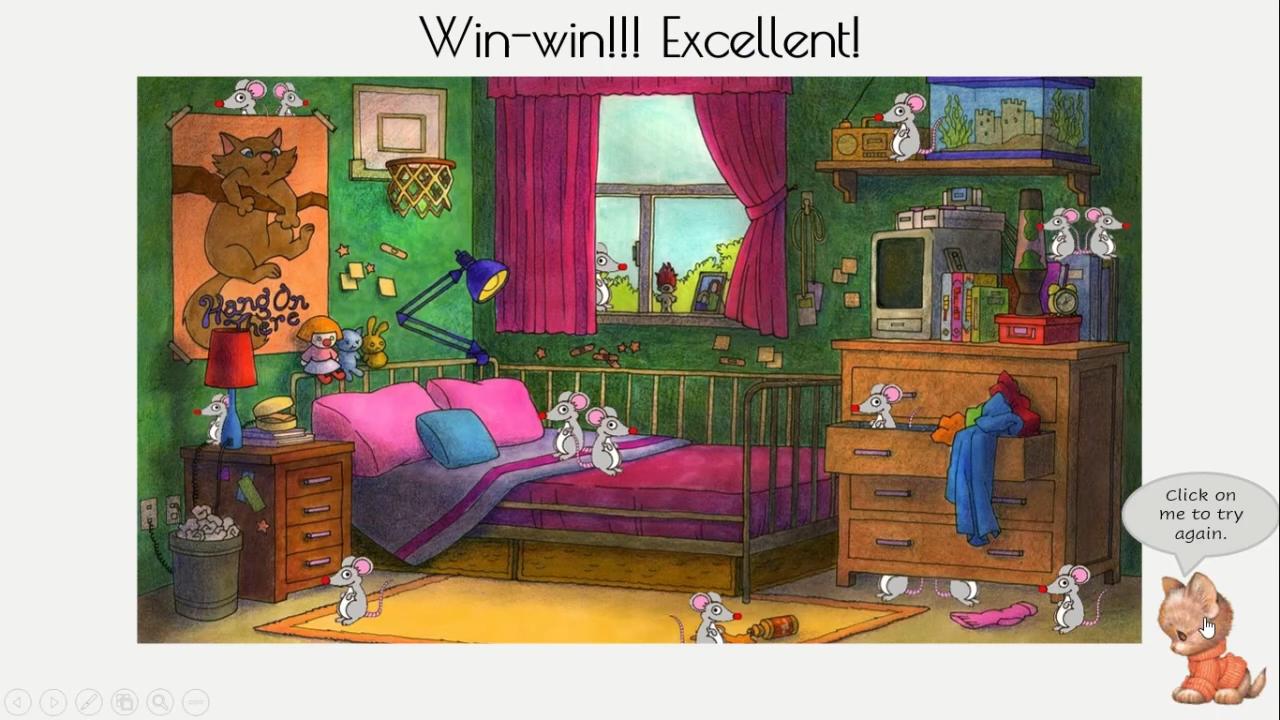 Win-win!!! Excellent!
Hang On
There
Click on
me to try
again.